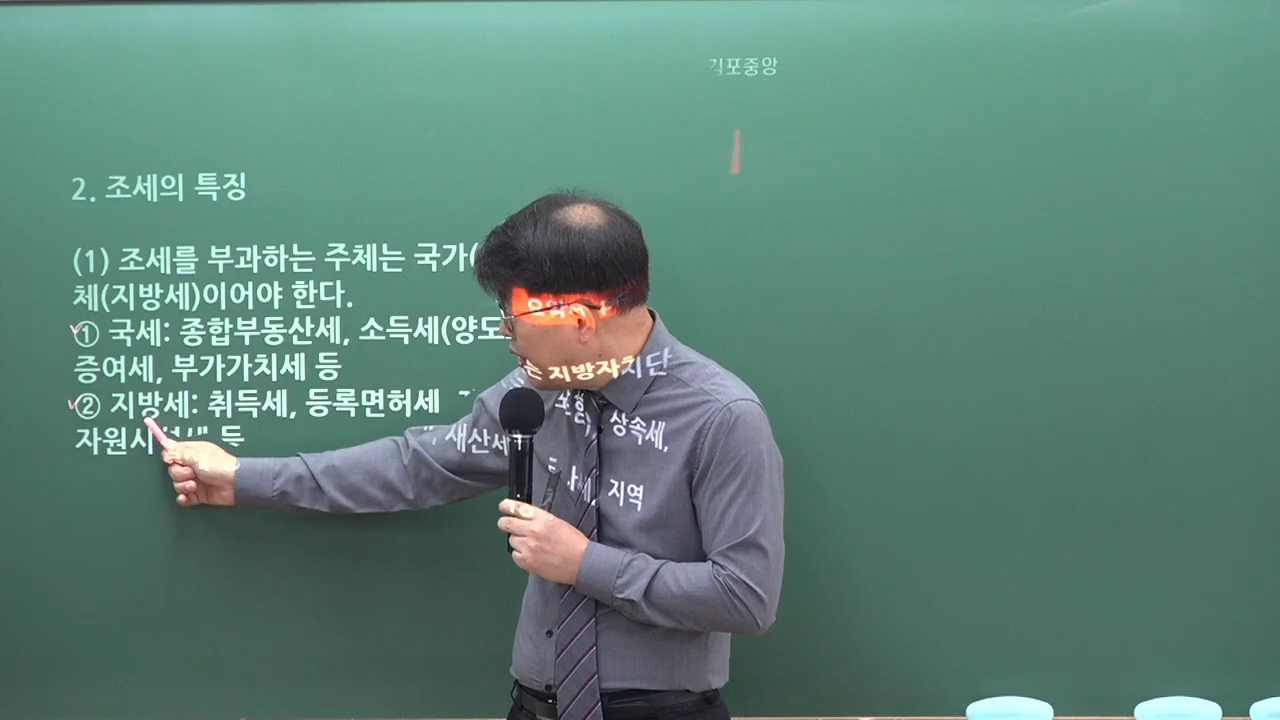 김포중앙
2. 조세의 특징
(1) 조세를 부과하는 주체는 국가( 는 지방자치단
체(지방세)이어야 한다.
① 국세: 종합부동산세, 소득세(양도 포함, 상속세,
증여세, 부가가치세 등
② 지방세: 취득세, 등록면허세 재산세, 지역
자원시설세 등